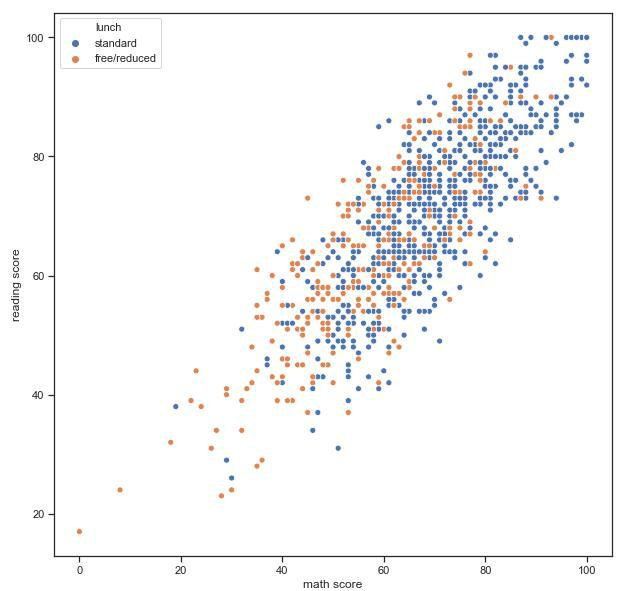 lunch
standard
free/reduced
100
80
60
40
20
reading score
0 20 40 60 80 100
math score